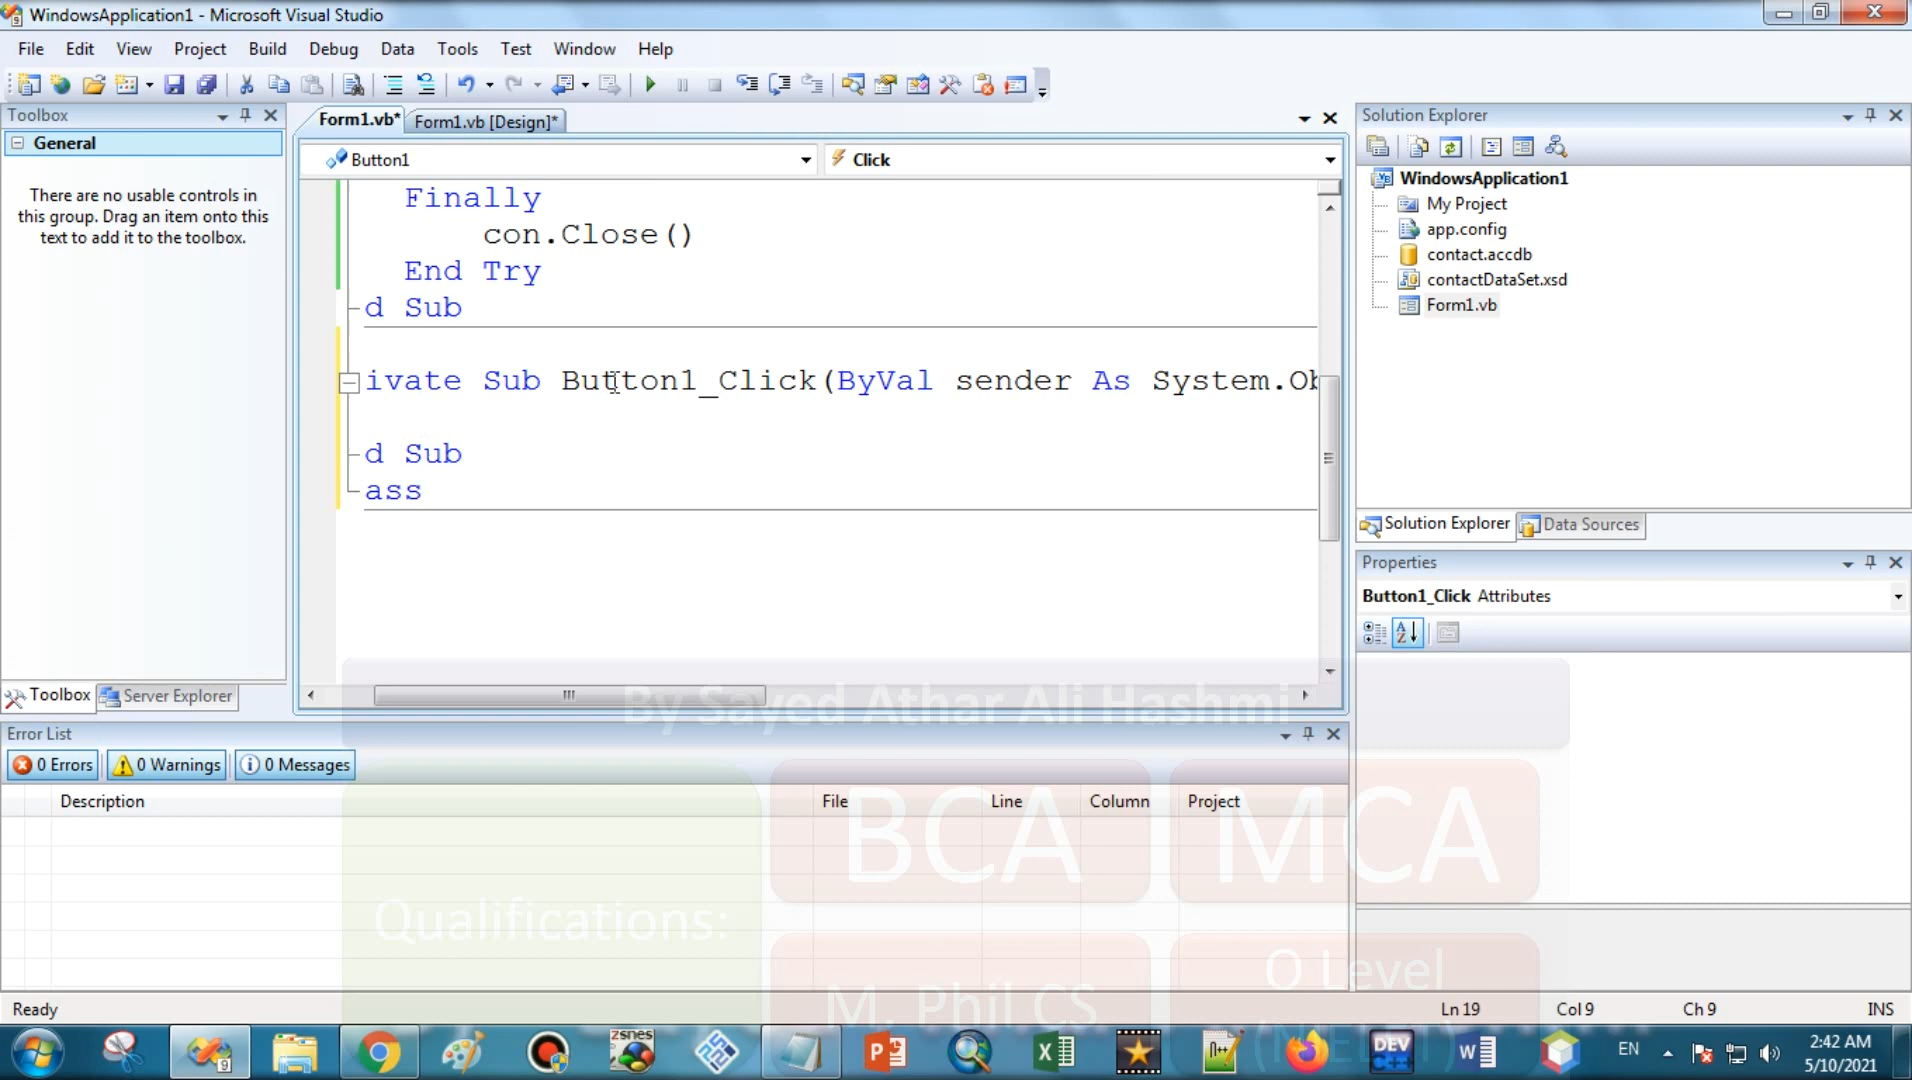 WindowsApplication1 - Microsoft Visual Studio
File Edit View Project Build Debug Data Tools Test Window Help
Toolbox
General
There are no usable controls in
this group. Drag an item onto this
text to add it to the toolbox.
Toolbox Server Explorer
Form1.vb* Form1.vb [Design]*
Button1 Click
Finally
con.Close()
End Try
d Sub
ivate Sub Button1_Click(ByVal sender As System.Ob
d Sub
ass
By Sayed Athar Ali Hashmi
Solution Explorer
WindowsApplication1
My Project
app.config
contact.accdb
contactDataSet.xsd
Form1.vb
Solution Explorer Data Sources
Properties
Button1_Click Attributes
Error List
0 Errors 0 Warnings 0 Messages
Description File Line Column Project
Qualifications:
BCA MCA
M. Phil CS O Level
Ready Ln 19 Col 9 Ch 9 INS
zsnes
DEV
C++
EN
2:42 AM
5/10/2021